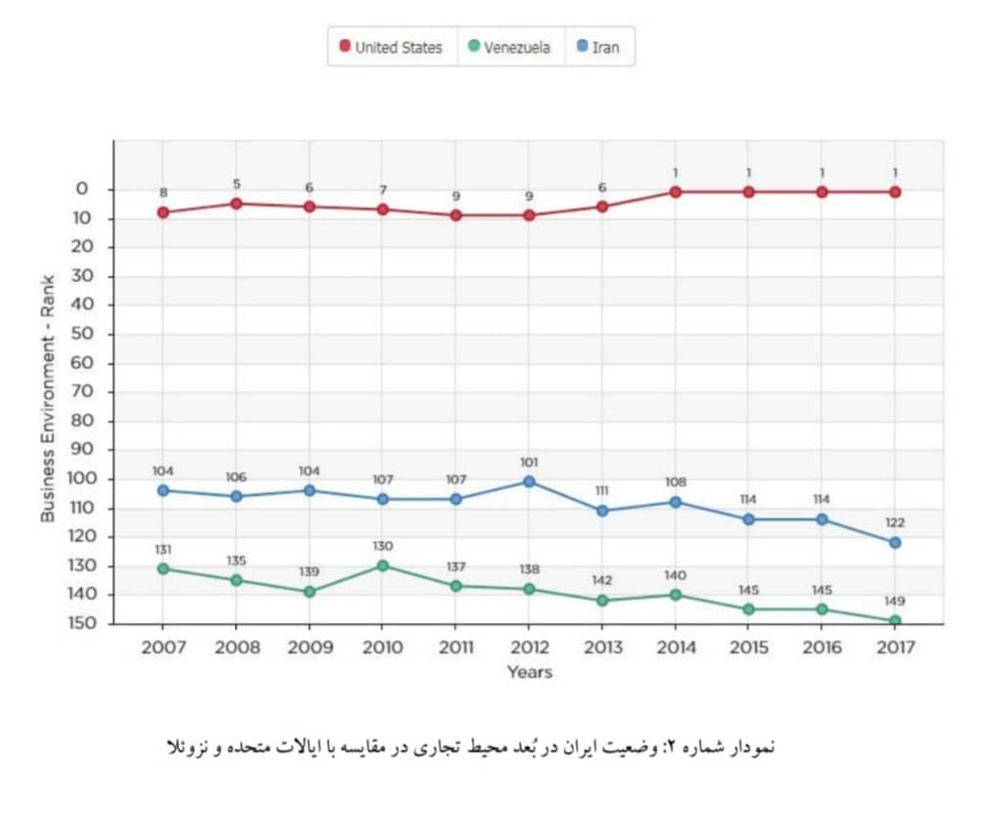 United States Venezuela Iran
Business Environment - Rank
0
10
20
30
40
50
60
70
80
90
100
110
120
130
140
150
8 5 6 7 9 9 6 1 1 1 1
104 106 104 107 107 101 111 108 114 114 122
131 135 139 130 137 138 142 140 145 145 149
2007 2008 2009 2010 2011 2012 2013 2014 2015 2016 2017
Years
نمودار شماره ۲: وضعیت ایران در بُعد محیط تجاری در مقایسه با ایالات متحده و نزوئلا